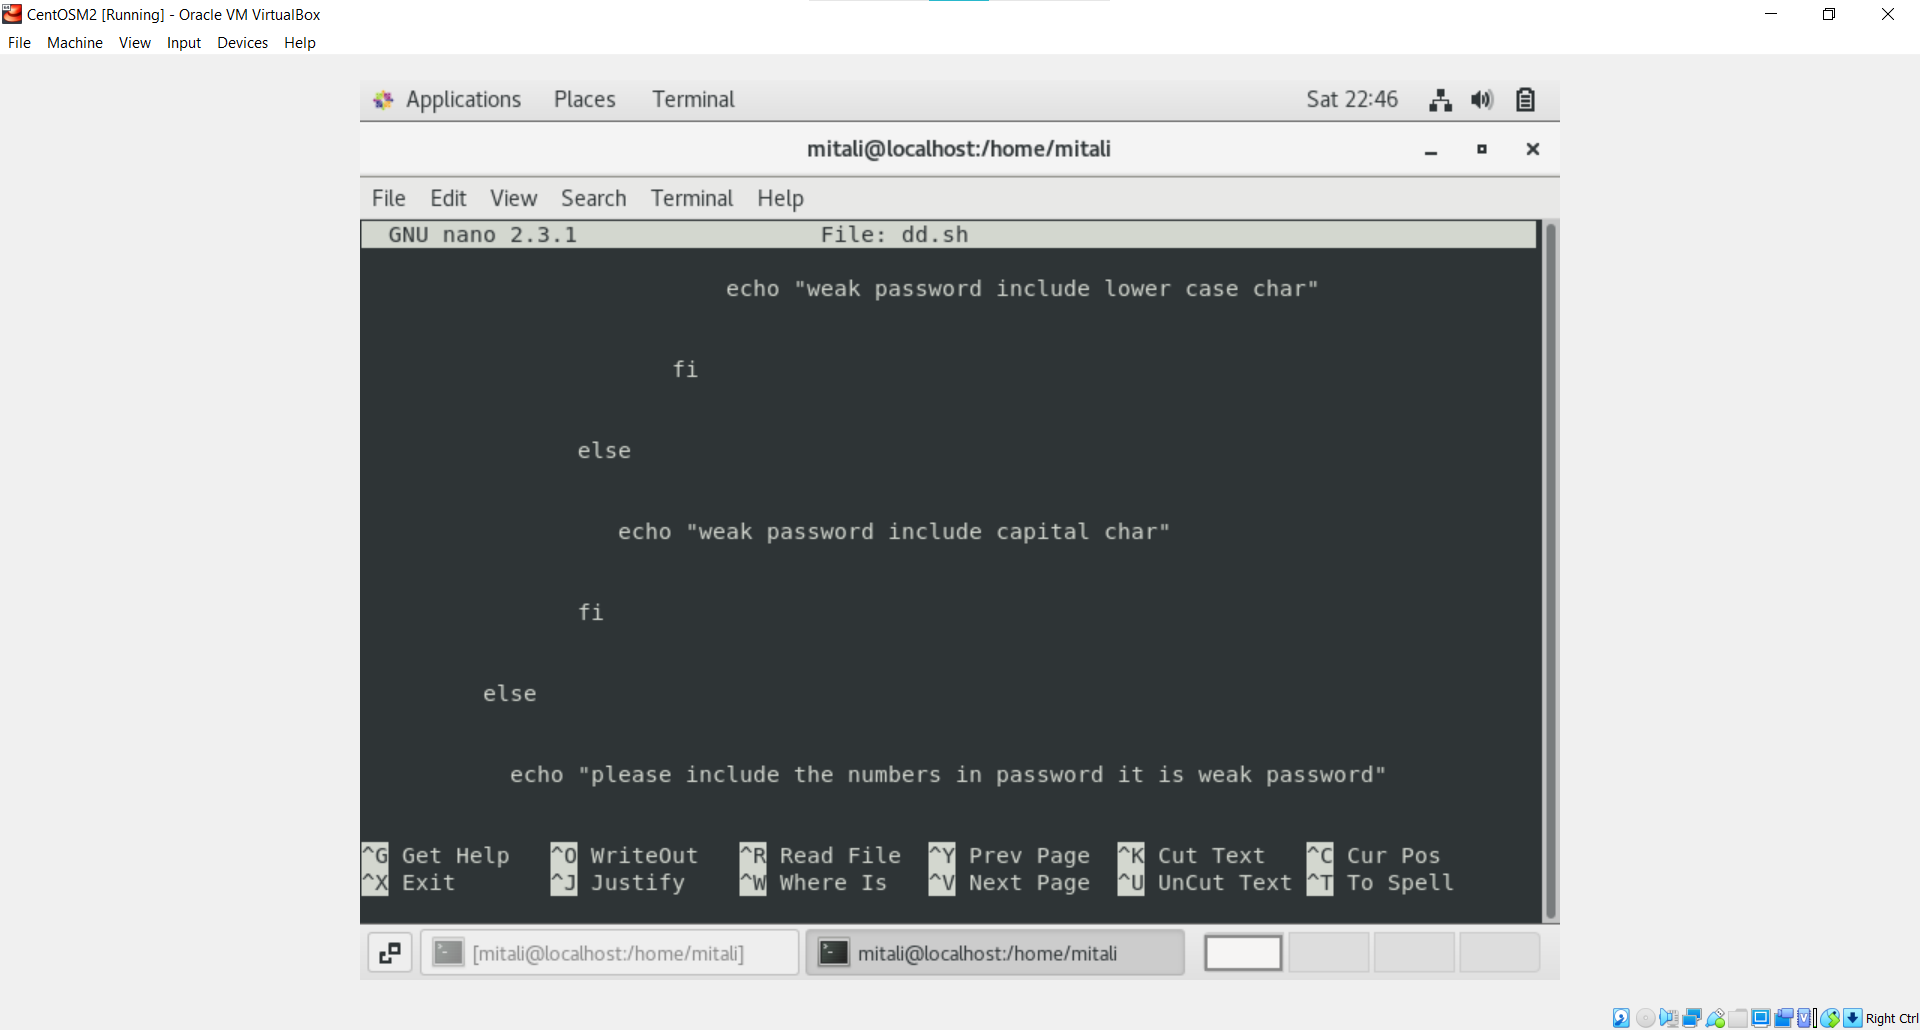 CentOSM2 [Running] - Oracle VM VirtualBox
File Machine View Input Devices Help
Applications Places Terminal Sat 22:46
mitali@localhost:/home/mitali
File Edit View Search Terminal Help
GNU nano 2.3.1 File: dd.sh
echo "weak password include lower case char"
fi
else
echo "weak password include capital char"
fi
else
echo "please include the numbers in password it is weak password"
^G Get Help ^O WriteOut ^R Read File ^Y Prev Page ^K Cut Text ^C Cur Pos
^X Exit ^J Justify ^W Where Is ^V Next Page ^U UnCut Text ^T To Spell
[mitali@localhost:/home/mitali] mitali@localhost:/home/mitali
Right Ctrl